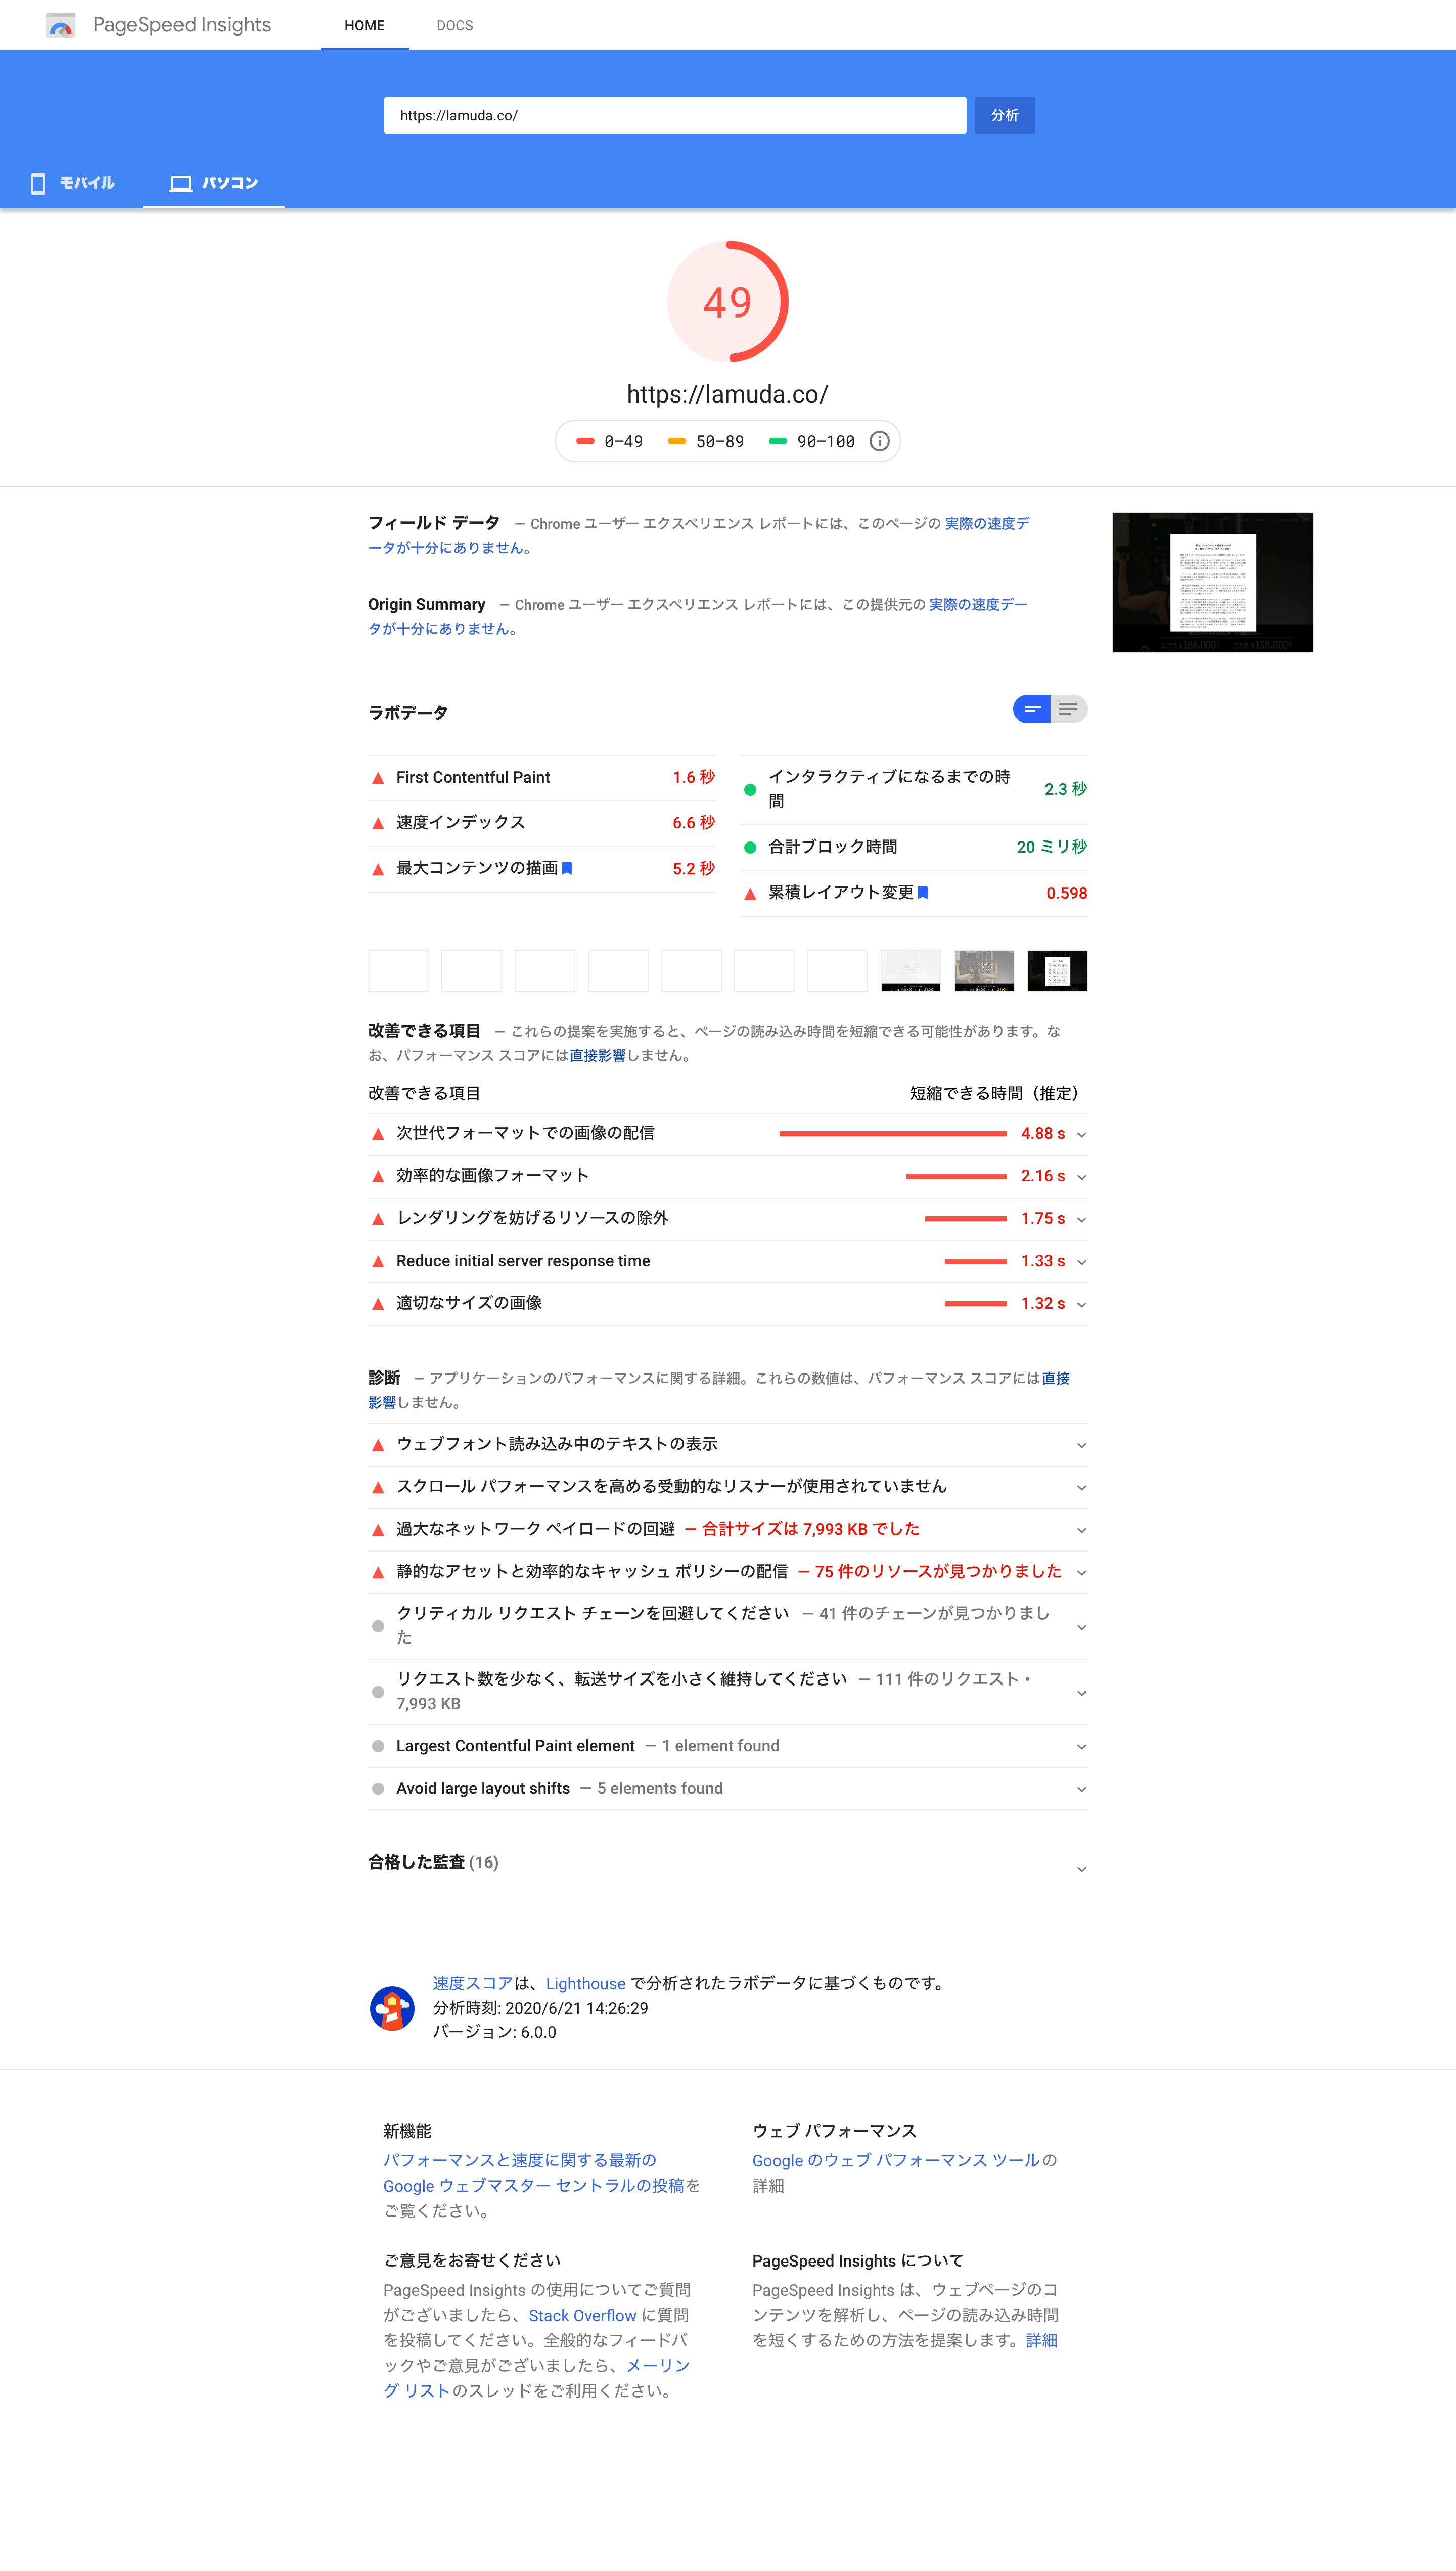 PageSpeed Insights
HOME
DOCS
https://lamuda.co/
分析
モバイル
パソコン
49
https://lamuda.co/
0–49
50–89
90–100
フィールド データ — Chrome ユーザー エクスペリエンス レポートには、このページの 実際の速度デ
ータが十分にありません。
Origin Summary — Chrome ユーザー エクスペリエンス レポートには、この提供元の 実際の速度デー
タが十分にありません。
¥186,000
¥138,000
ラボデータ
First Contentful Paint 1.6 秒
速度インデックス 6.6 秒
最大コンテンツの描画 5.2 秒
インタラクティブになるまでの時
間 2.3 秒
合計ブロック時間 20 ミリ秒
累積レイアウト変更 0.598
改善できる項目 — これらの提案を実施すると、ページの読み込み時間を短縮できる可能性があります。な
お、パフォーマンス スコアには直接影響しません。
改善できる項目 短縮できる時間（推定）
次世代フォーマットでの画像の配信 4.88 s
効率的な画像フォーマット 2.16 s
レンダリングを妨げるリソースの除外 1.75 s
Reduce initial server response time 1.33 s
適切なサイズの画像 1.32 s
診断 — アプリケーションのパフォーマンスに関する詳細。これらの数値は、パフォーマンス スコアには直接
影響しません。
ウェブフォント読み込み中のテキストの表示
スクロール パフォーマンスを高める受動的なリスナーが使用されていません
過大なネットワーク ペイロードの回避 — 合計サイズは 7,993 KB でした
静的なアセットと効率的なキャッシュ ポリシーの配信 — 75 件のリソースが見つかりました
クリティカル リクエスト チェーンを回避してください — 41 件のチェーンが見つかりまし
た
リクエスト数を少なく、転送サイズを小さく維持してください — 111 件のリクエスト •
7,993 KB
Largest Contentful Paint element — 1 element found
Avoid large layout shifts — 5 elements found
合格した監査 (16)
速度スコアは、Lighthouse で分析されたラボデータに基づくものです。
分析時刻: 2020/6/21 14:26:29
バージョン: 6.0.0
新機能
パフォーマンスと速度に関する最新の
Google ウェブマスター セントラルの投稿を
ご覧ください。
ウェブ パフォーマンス
Google のウェブ パフォーマンス ツールの
詳細
ご意見をお寄せください
PageSpeed Insights の使用についてご質問
がございましたら、Stack Overflow に質問
を投稿してください。全般的なフィードバ
ックやご意見がございましたら、メーリン
グ リストのスレッドをご利用ください。
PageSpeed Insights について
PageSpeed Insights は、ウェブページのコ
ンテンツを解析し、ページの読み込み時間
を短くするための方法を提案します。詳細